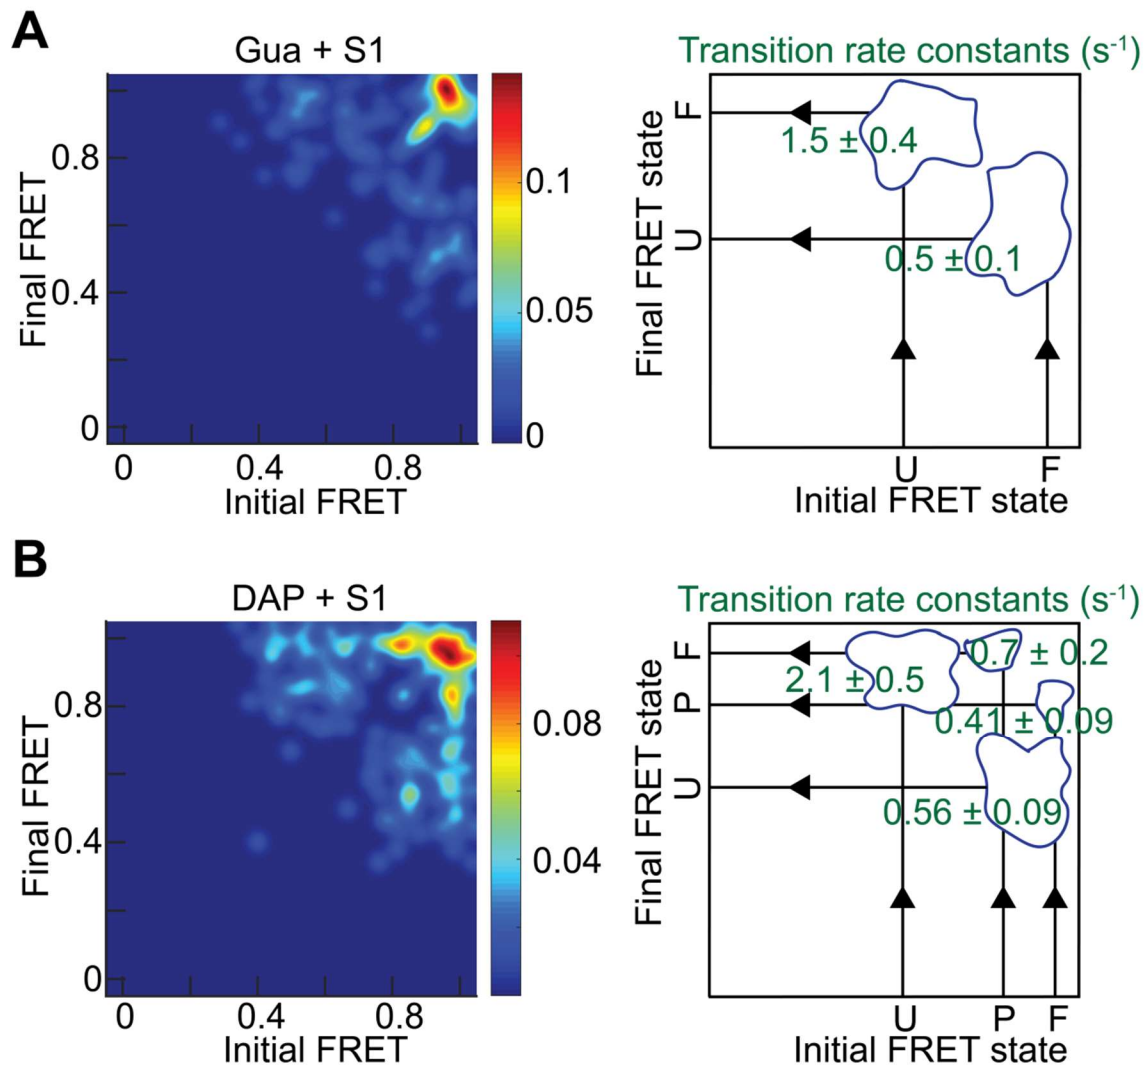 A
Gua + S1
Transition rate constants (s-1)
Final FRET
0.8
0.4
0
0.1
0.05
0
0
0.4
0.8
Initial FRET
Final FRET state
F
U
1.5 ± 0.4
0.5 ± 0.1
U
F
Initial FRET state
B
DAP + S1
Transition rate constants (s-1)
Final FRET
0.8
0.4
0
0.08
0.04
0
0.4
0.8
Initial FRET
Final FRET state
F
P
U
0.7 ± 0.2
2.1 ± 0.5
0.41 ± 0.09
0.56 ± 0.09
U
P
F
Initial FRET state